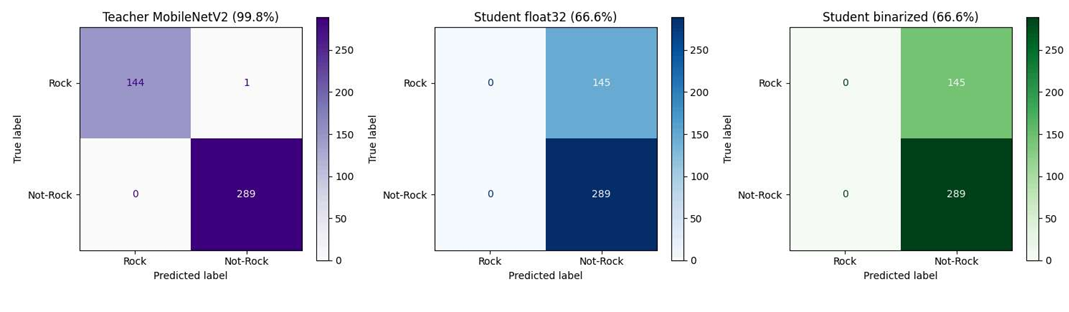 Teacher MobileNetV2 (99.8%)
True label
Rock
Not-Rock
144
1
0
289
Rock
Not-Rock
Predicted label
250
200
150
100
50
0
Student float32 (66.6%)
True label
Rock
Not-Rock
0
145
0
289
Rock
Not-Rock
Predicted label
250
200
150
100
50
0
Student binarized (66.6%)
True label
Rock
Not-Rock
0
145
0
289
Rock
Not-Rock
Predicted label
250
200
150
100
50
0